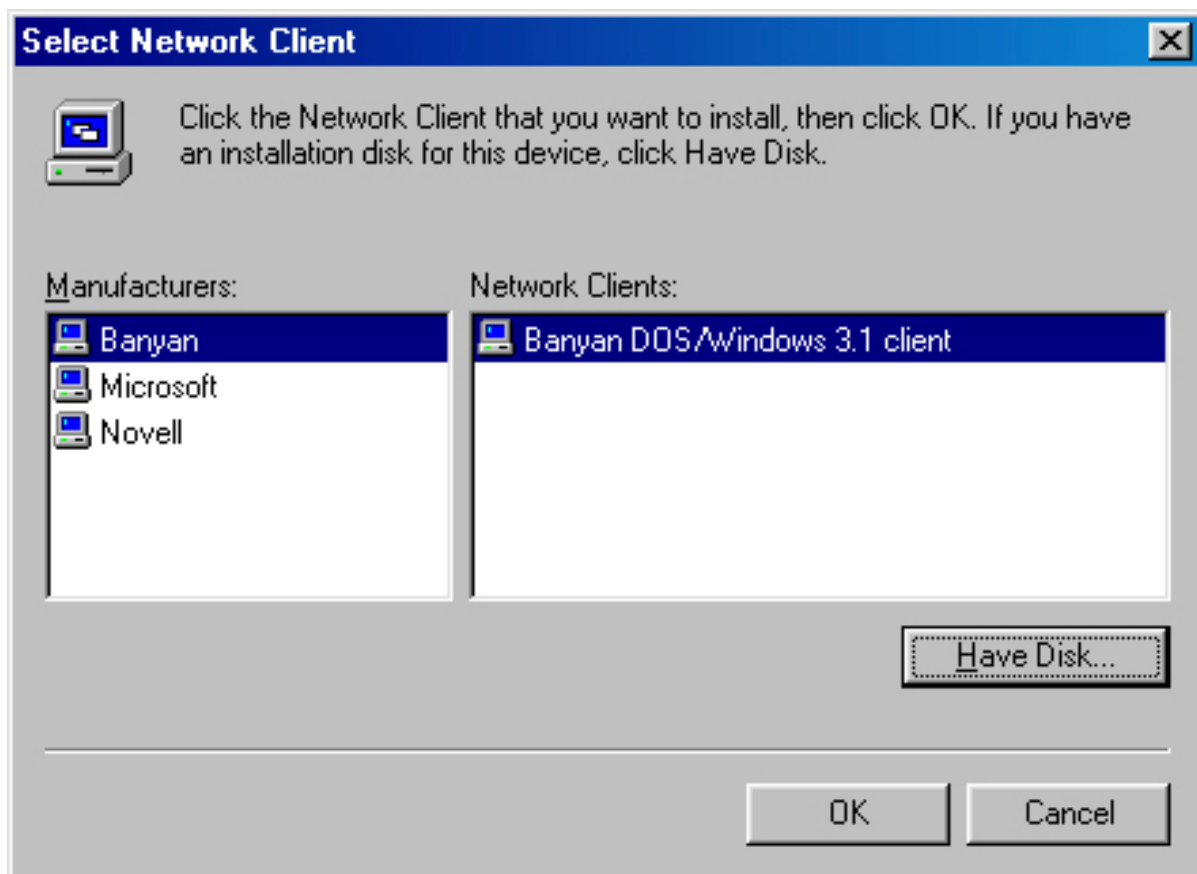 Select Network Client
Click the Network Client that you want to install, then click OK. If you have
an installation disk for this device, click Have Disk.
Manufacturers:
Banyan
Microsoft
Novell
Network Clients:
Banyan DOS/Windows 3.1 client
Have Disk...
OK
Cancel